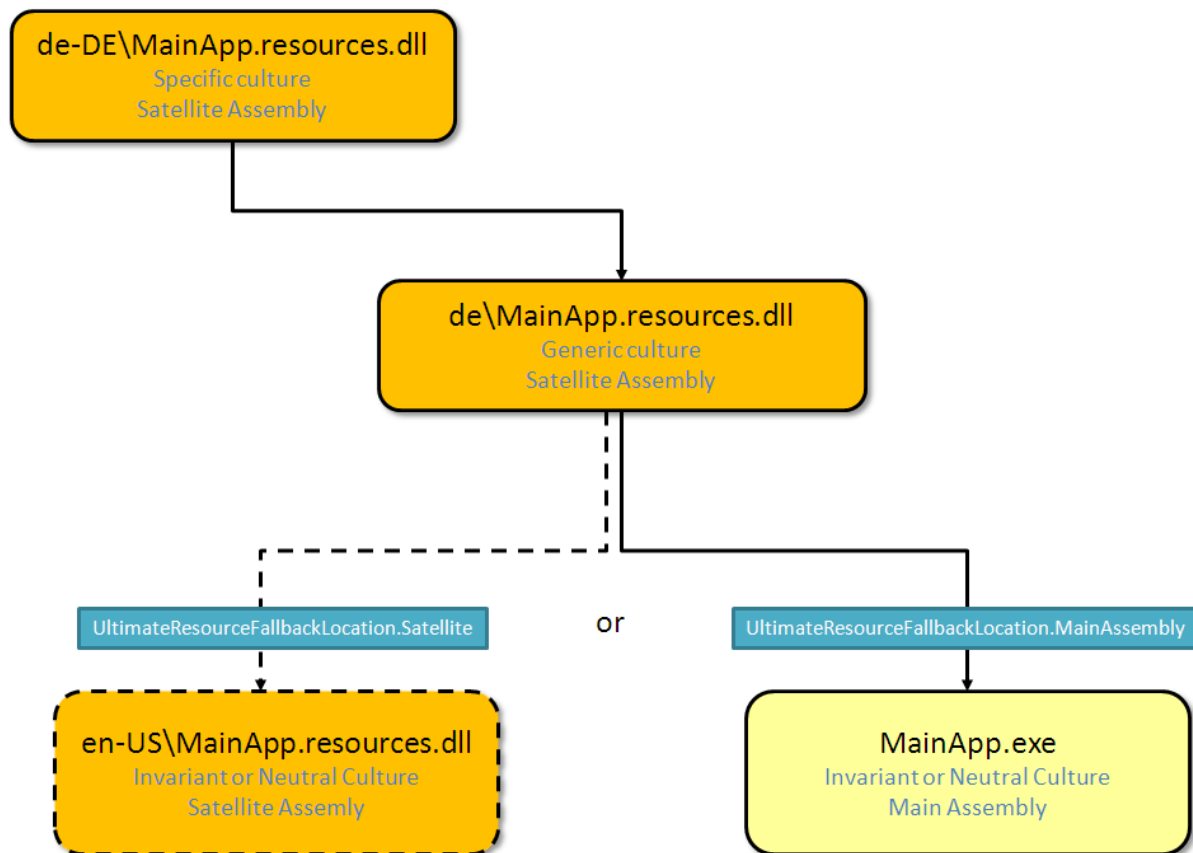 de-DE\MainApp.resources.dll
Specific culture
Satellite Assembly
de\MainApp.resources.dll
Generic culture
Satellite Assembly
UltimateResourceFallbackLocation.Satellite
or
UltimateResourceFallbackLocation.MainAssembly
en-US\MainApp.resources.dll
Invariant or Neutral Culture
Satellite Assemly
MainApp.exe
Invariant or Neutral Culture
Main Assembly